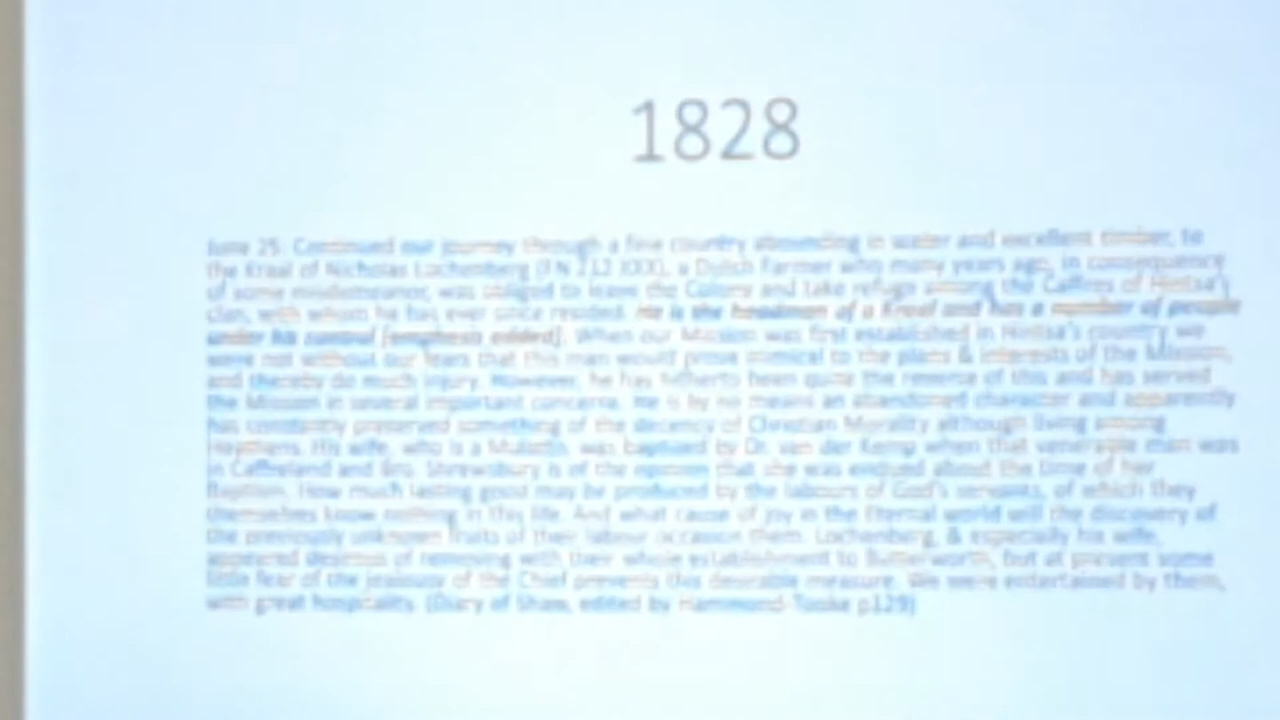 1828
June 25. Continued our journey through a fine country abounding in water and excellent timber, to
the Kraal of Nicholas Lochenberg (FN 212 XXX), a Dutch Farmer who many years ago, in consequence
of some misdemeanor, was obliged to leave the Colony and take refuge among the Caffres of Hintsa's
clan, with whom he has ever since resided. He is the headman of a Kraal and has a number of people
under his control [emphasis added]. When our Mission was first established in Hintsa's country we
were not without our fears that this man would prove inimical to the plans & interests of the Mission,
and thereby do much injury. However, he has hitherto been quite the reverse of this and has served
the Mission in several important concerns. He is by no means an abandoned character and apparently
has constantly preserved something of the decency of Christian Morality although living among
Heathens. His wife, who is a Mulatto, was baptised by Dr. van der Kemp when that venerable man was
in Caffreland and Bro. Shrewsbury is of the opinion that she was about the time of her
Baptism. How much lasting good may be produced by the labours of God's servants, of which they
themselves know nothing in this life. And what cause of joy in the Eternal world will the discovery of
the previously unknown fruits of their labour occasion them. Lochenberg, & especially his wife,
appeared desirous of removing with their whole establishment to Butterworth, but at present some
little fear of the jealousy of the Chief prevents this desirable measure. We were entertained by them,
with great hospitality. (Diary of Shaw, edited by Hammond-Tooke p129)